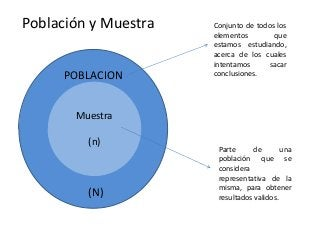 Población y Muestra
Conjunto de todos los
elementos que
estamos estudiando,
acerca de los cuales
intentamos sacar
conclusiones.
POBLACION
Muestra
(n)
Parte de una
población que se
considera
representativa de la
misma, para obtener
resultados validos.
(N)